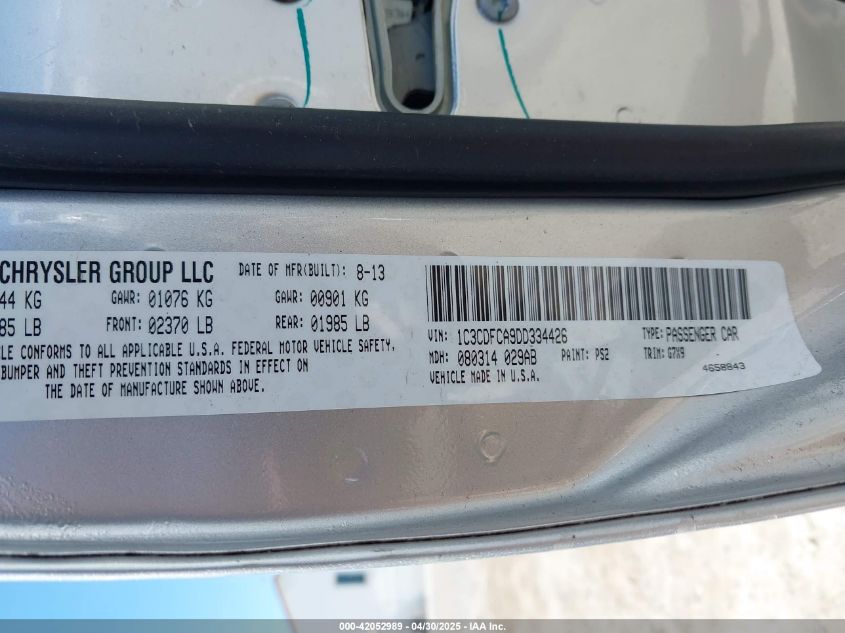 CHRYSLER GROUP LLC DATE OF MFR(BUILT): 8-13
44 KG GAWR: 01076 KG GAWR: 00901 KG
85 LB FRONT: 02370 LB REAR: 01985 LB
CLE CONFORMS TO ALL APPLICABLE U.S.A. FEDERAL MOTOR VEHICLE SAFETY,
BUMPER AND THEFT PREVENTION STANDARDS IN EFFECT ON
THE DATE OF MANUFACTURE SHOWN ABOVE.
VIN: 1C3CDFCA9DD334426 TYPE: PASSENGER CAR
MDH: 080314 029AB PAINT: PS2 TRIM: G7X9
VEHICLE MADE IN U.S.A. 4658843
000-42052989 - 04/30/2025 - IAA Inc.